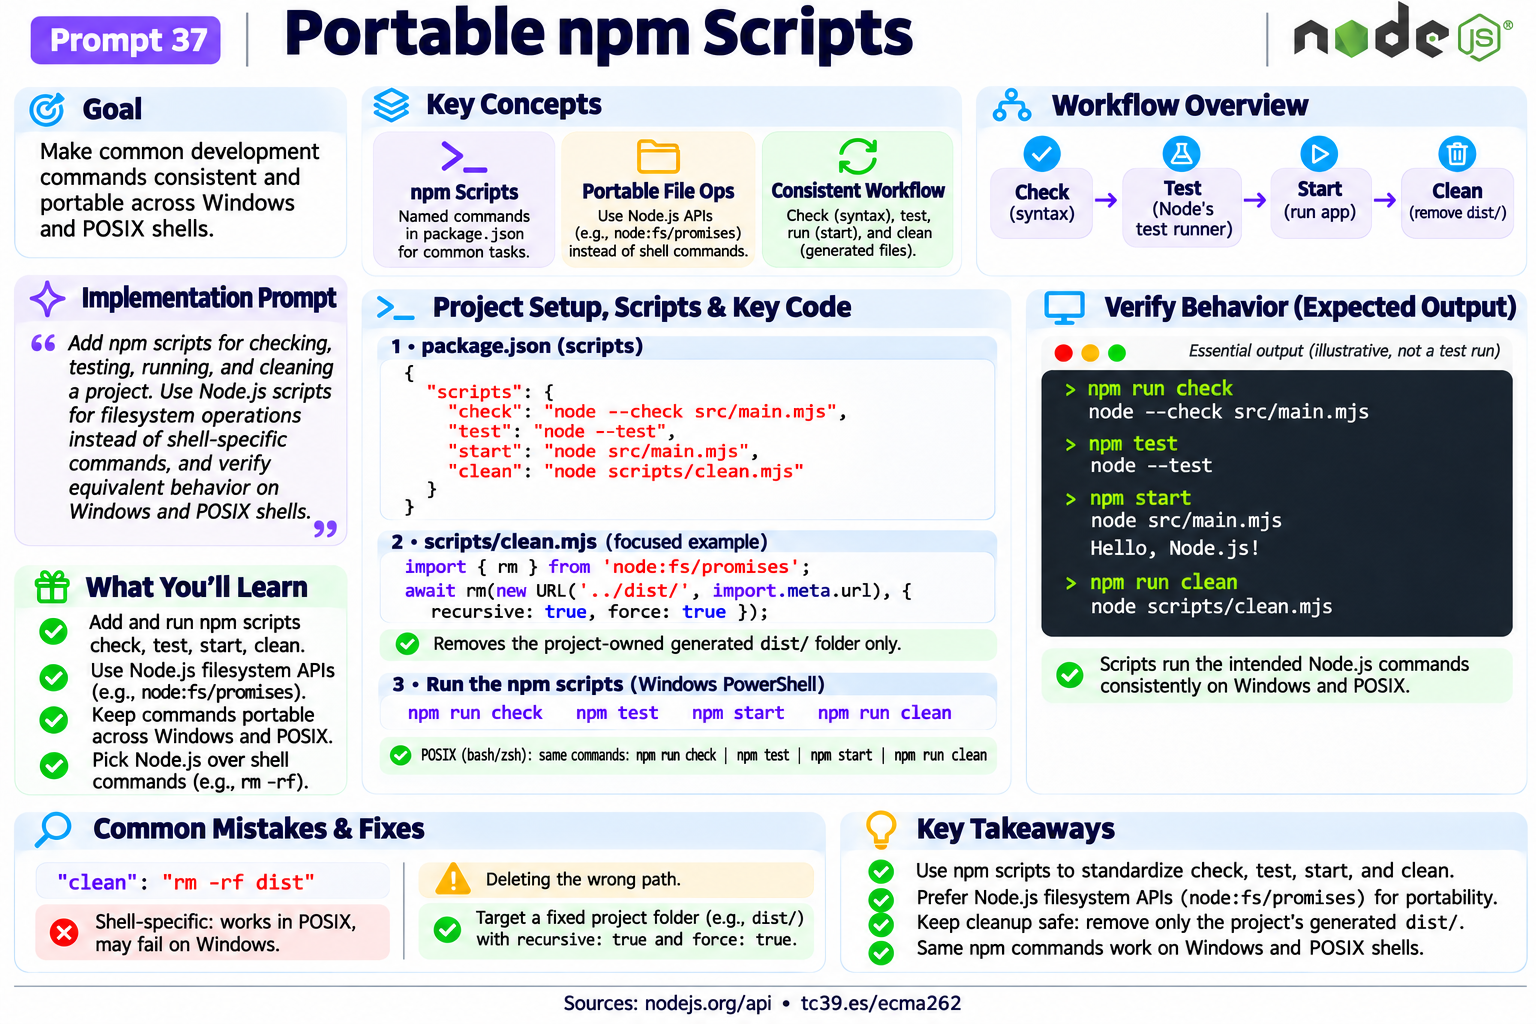 Prompt 37
Portable npm Scripts
node
JS
®
Goal
Make common development
commands consistent and
portable across Windows
and POSIX shells.
Key Concepts
npm Scripts
Named commands
in package.json
for common tasks.
Portable File Ops
Use Node.js APIs
(e.g., node:fs/promises)
instead of shell commands.
Consistent Workflow
Check (syntax), test,
run (start), and clean
(generated files).
Workflow Overview
Check
(syntax)
Test
(Node's
test runner)
Start
(run app)
Clean
(remove dist/)
Implementation Prompt
“ Add npm scripts for checking,
testing, running, and cleaning
a project. Use Node.js scripts
for filesystem operations
instead of shell-specific
commands, and verify
equivalent behavior on
Windows and POSIX shells. ”
What You'll Learn
Add and run npm scripts
check, test, start, clean.
Use Node.js filesystem APIs
(e.g., node:fs/promises).
Keep commands portable
across Windows and POSIX.
Pick Node.js over shell
commands (e.g., rm -rf).
Project Setup, Scripts & Key Code
1 • package.json (scripts)
{
"scripts": {
"check": "node --check src/main.mjs",
"test": "node --test",
"start": "node src/main.mjs",
"clean": "node scripts/clean.mjs"
}
}
2 • scripts/clean.mjs (focused example)
import { rm } from 'node:fs/promises';
await rm(new URL('../dist/', import.meta.url), {
recursive: true, force: true });
Removes the project-owned generated dist/ folder only.
3 • Run the npm scripts (Windows PowerShell)
npm run check npm test npm start npm run clean
POSIX (bash/zsh): same commands: npm run check | npm test | npm start | npm run clean
Verify Behavior (Expected Output)
Essential output (illustrative, not a test run)
> npm run check
node --check src/main.mjs
> npm test
node --test
> npm start
node src/main.mjs
Hello, Node.js!
> npm run clean
node scripts/clean.mjs
Scripts run the intended Node.js commands
consistently on Windows and POSIX.
Common Mistakes & Fixes
"clean": "rm -rf dist"
Shell-specific: works in POSIX,
may fail on Windows.
Deleting the wrong path.
Target a fixed project folder (e.g., dist/)
with recursive: true and force: true.
Key Takeaways
Use npm scripts to standardize check, test, start, and clean.
Prefer Node.js filesystem APIs (node:fs/promises) for portability.
Keep cleanup safe: remove only the project's generated dist/.
Same npm commands work on Windows and POSIX shells.
Sources: nodejs.org/api • tc39.es/ecma262